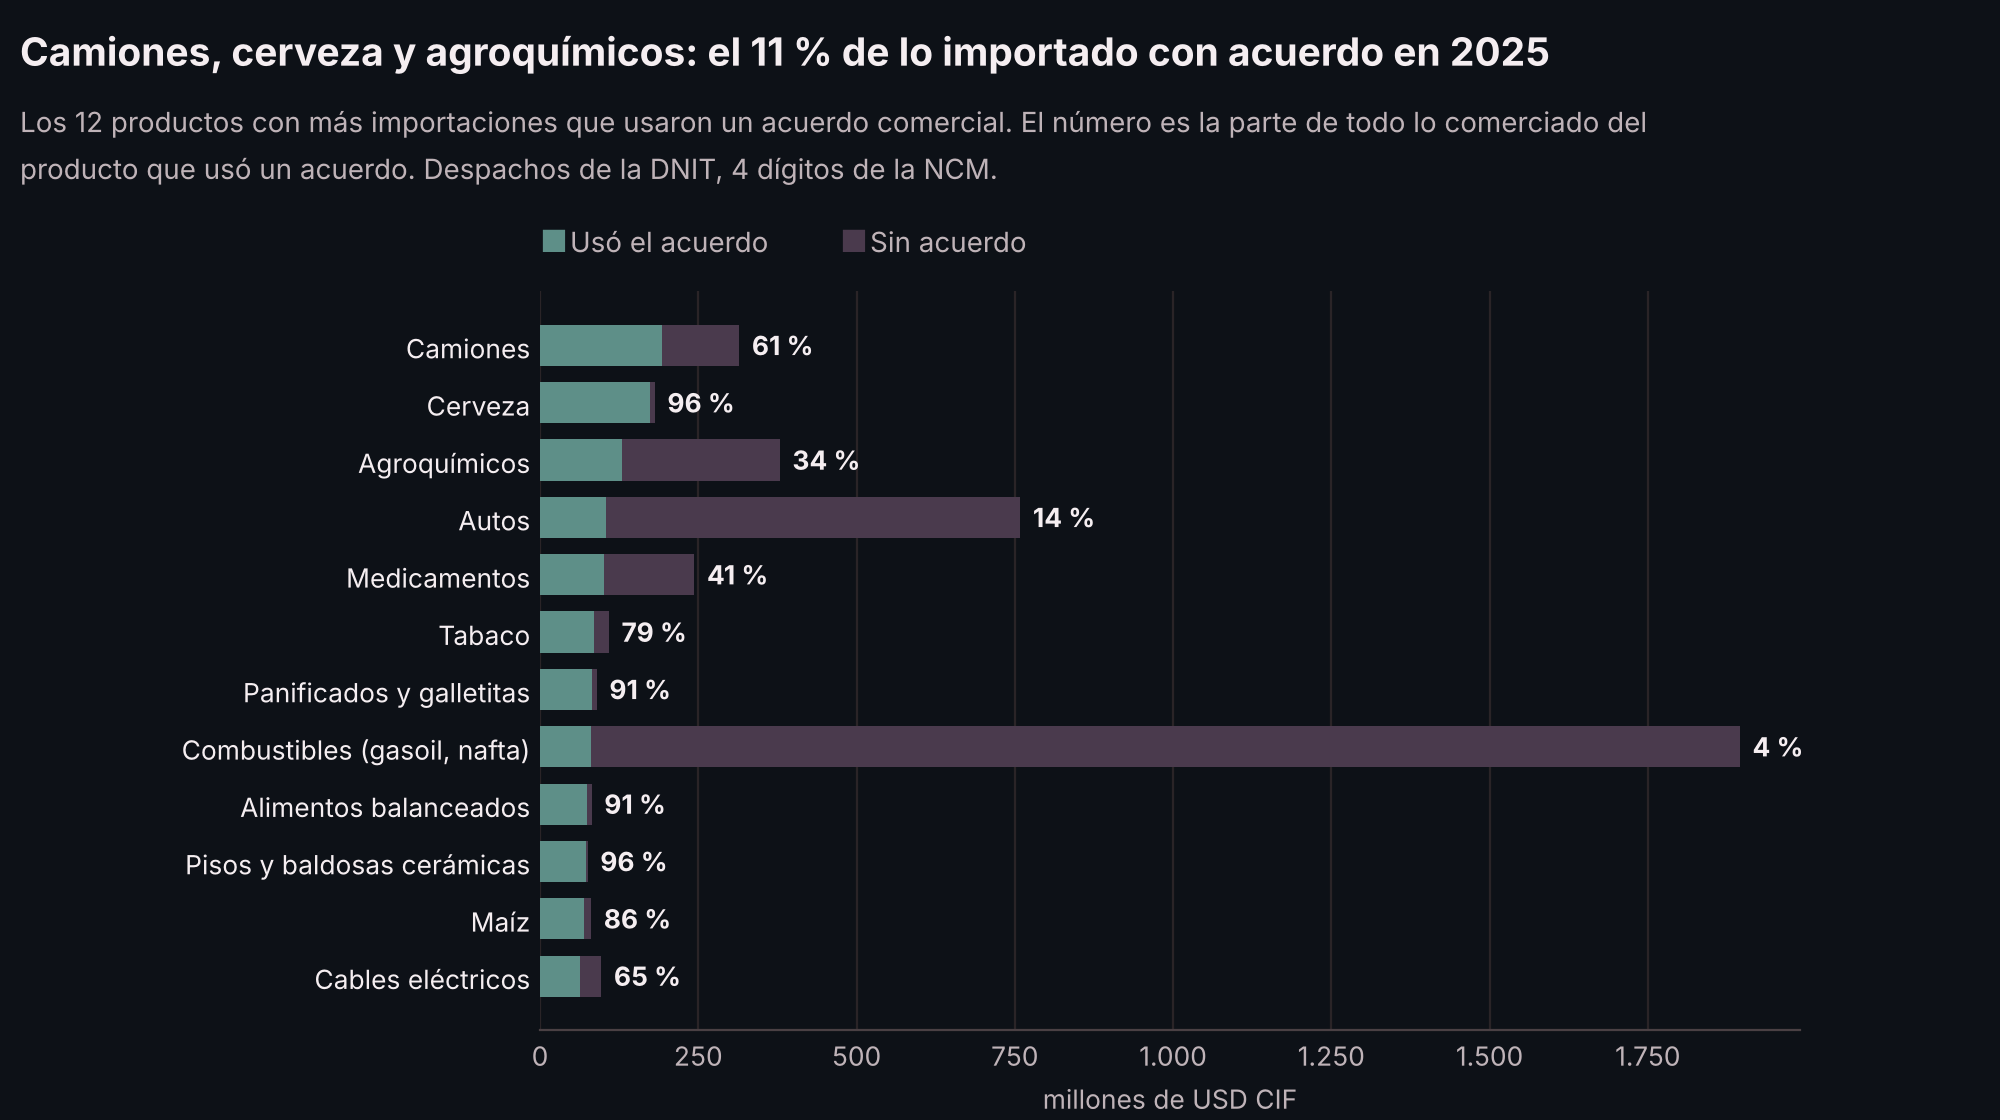 Camiones, cerveza y agroquímicos: el 11 % de lo importado con acuerdo en 2025
Los 12 productos con más importaciones que usaron un acuerdo comercial. El número es la parte de todo lo comerciado del
producto que usó un acuerdo. Despachos de la DNIT, 4 dígitos de la NCM.
Usó el acuerdo Sin acuerdo
Camiones 61 %
Cerveza 96 %
Agroquímicos 34 %
Autos 14 %
Medicamentos 41 %
Tabaco 79 %
Panificados y galletitas 91 %
Combustibles (gasoil, nafta) 4 %
Alimentos balanceados 91 %
Pisos y baldosas cerámicas 96 %
Maíz 86 %
Cables eléctricos 65 %
0 250 500 750 1.000 1.250 1.500 1.750
millones de USD CIF